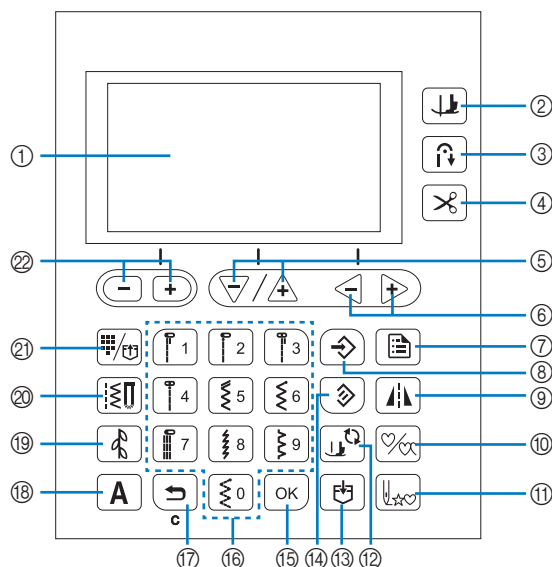 ①
②
③
④
㉒ − + − / + − + ⑤
⑥
㉑ 1 2 3 ⑦
⑧
⑳ 4 5 6 ⑨
⑭
⑲ 7 8 9 ⑩
⑱ A 0 OK ⑪
C
⑰ ⑯ ⑮ ⑬ ⑫